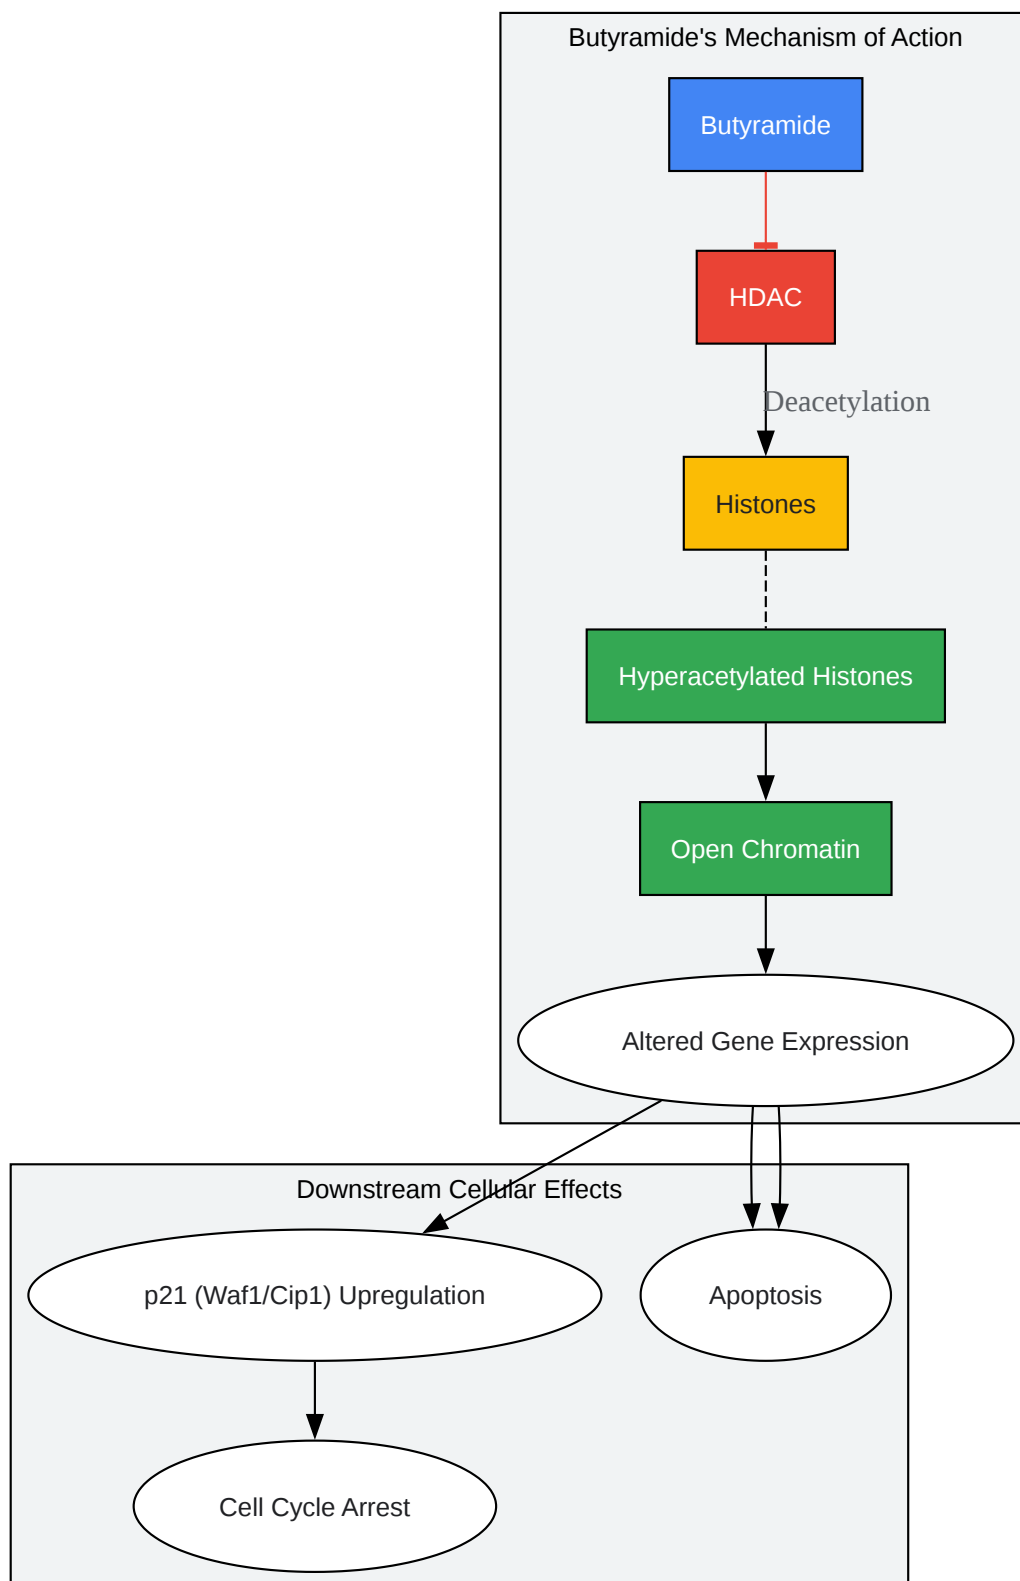 Butyramide's Mechanism of Action
Butyramide
HDAC
Deacetylation
Histones
Hyperacetylated Histones
Open Chromatin
Altered Gene Expression
Downstream Cellular Effects
p21 (Waf1/Cip1) Upregulation
Apoptosis
Cell Cycle Arrest